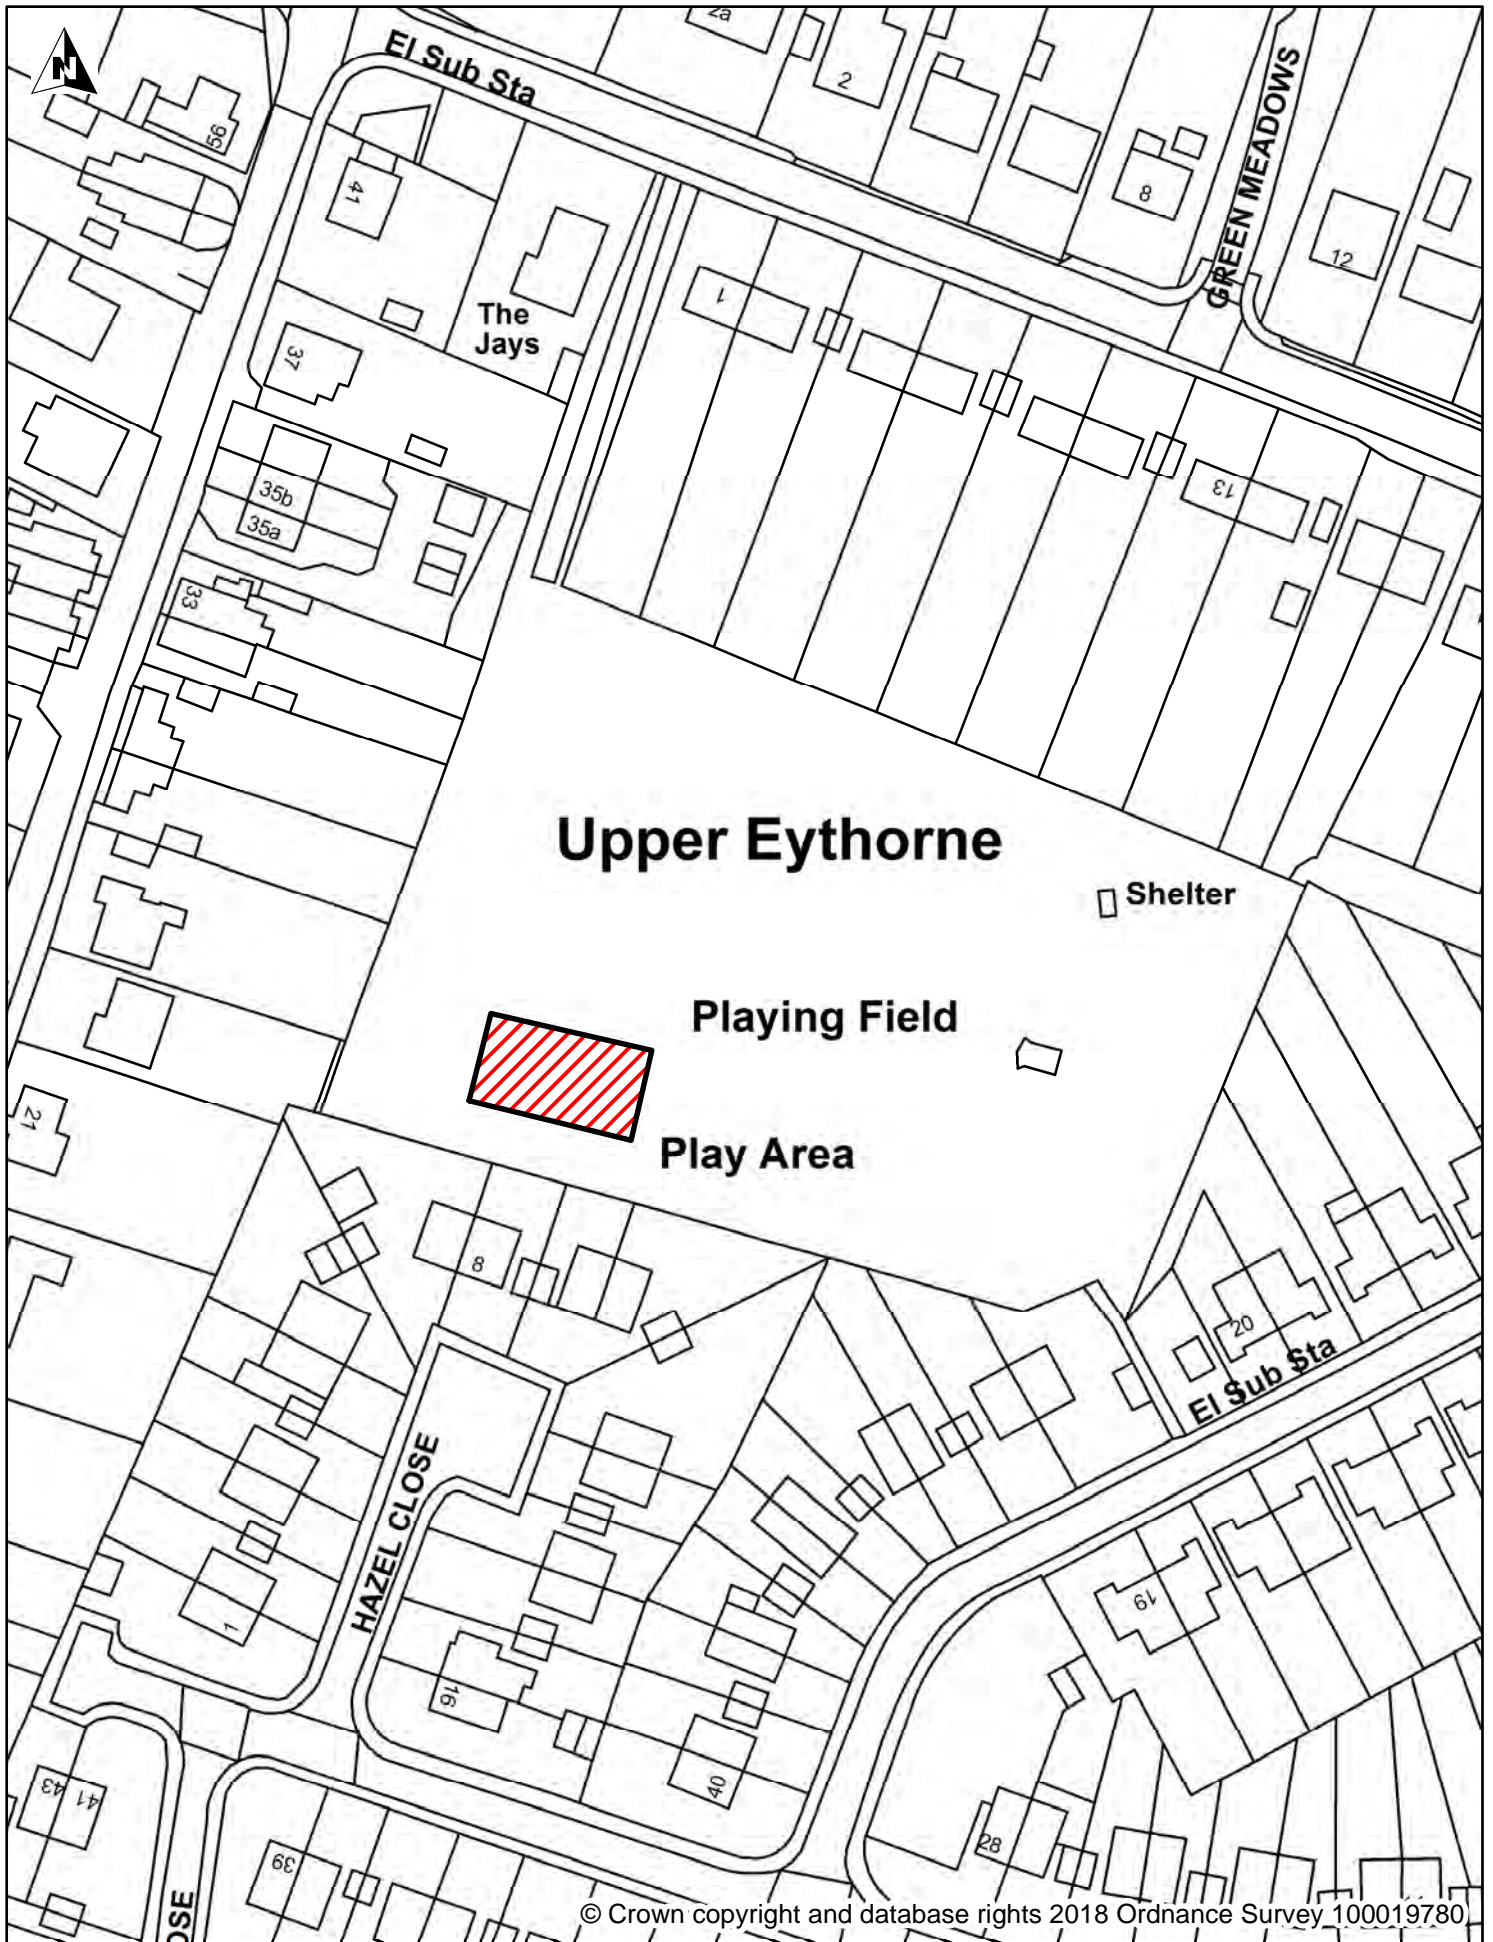 N
El Sub Sta
2a
2
95
41
8
GREEN MEADOWS
12
The
Jays
1
37
13
35b
35a
33
Upper Eythorne
Shelter
Playing Field
21
Play Area
8
20
El Sub Sta
HAZEL CLOSE
1
19
16
40
43
41
28
39
OSE
© Crown copyright and database rights 2018 Ordnance Survey 100019780